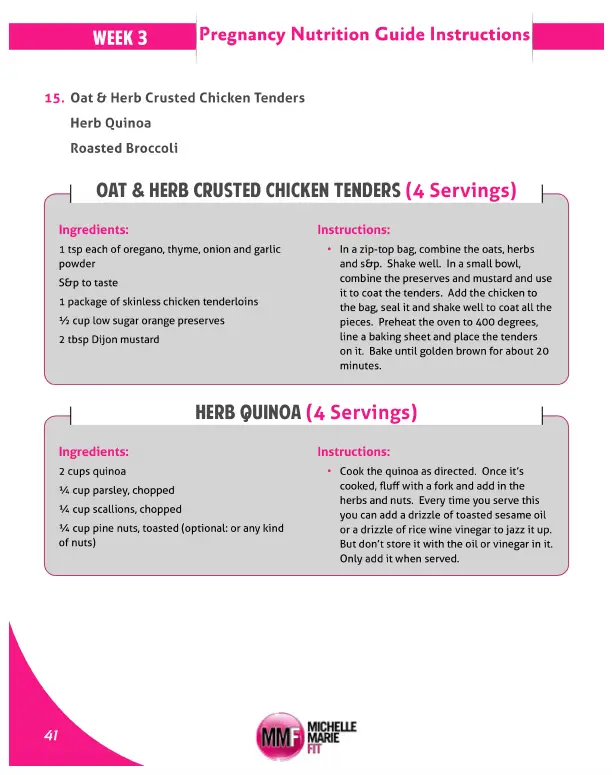 WEEK 3
Pregnancy Nutrition Guide Instructions
15. Oat & Herb Crusted Chicken Tenders
Herb Quinoa
Roasted Broccoli
OAT & HERB CRUSTED CHICKEN TENDERS (4 Servings)
Ingredients:
1 tsp each of oregano, thyme, onion and garlic
powder
S&p to taste
1 package of skinless chicken tenderloins
½ cup low sugar orange preserves
2 tbsp Dijon mustard
Instructions:
• In a zip-top bag, combine the oats, herbs
and s&p. Shake well. In a small bowl,
combine the preserves and mustard and use
it to coat the tenders. Add the chicken to
the bag, seal it and shake well to coat all the
pieces. Preheat the oven to 400 degrees,
line a baking sheet and place the tenders
on it. Bake until golden brown for about 20
minutes.
HERB QUINOA (4 Servings)
Ingredients:
2 cups quinoa
¼ cup parsley, chopped
¼ cup scallions, chopped
¼ cup pine nuts, toasted (optional: or any kind
of nuts)
Instructions:
• Cook the quinoa as directed. Once it's
cooked, fluff with a fork and add in the
herbs and nuts. Every time you serve this
you can add a drizzle of toasted sesame oil
or a drizzle of rice wine vinegar to jazz it up.
But don't store it with the oil or vinegar in it.
Only add it when served.
41
MMF
MICHELLE
MARIE
FIT